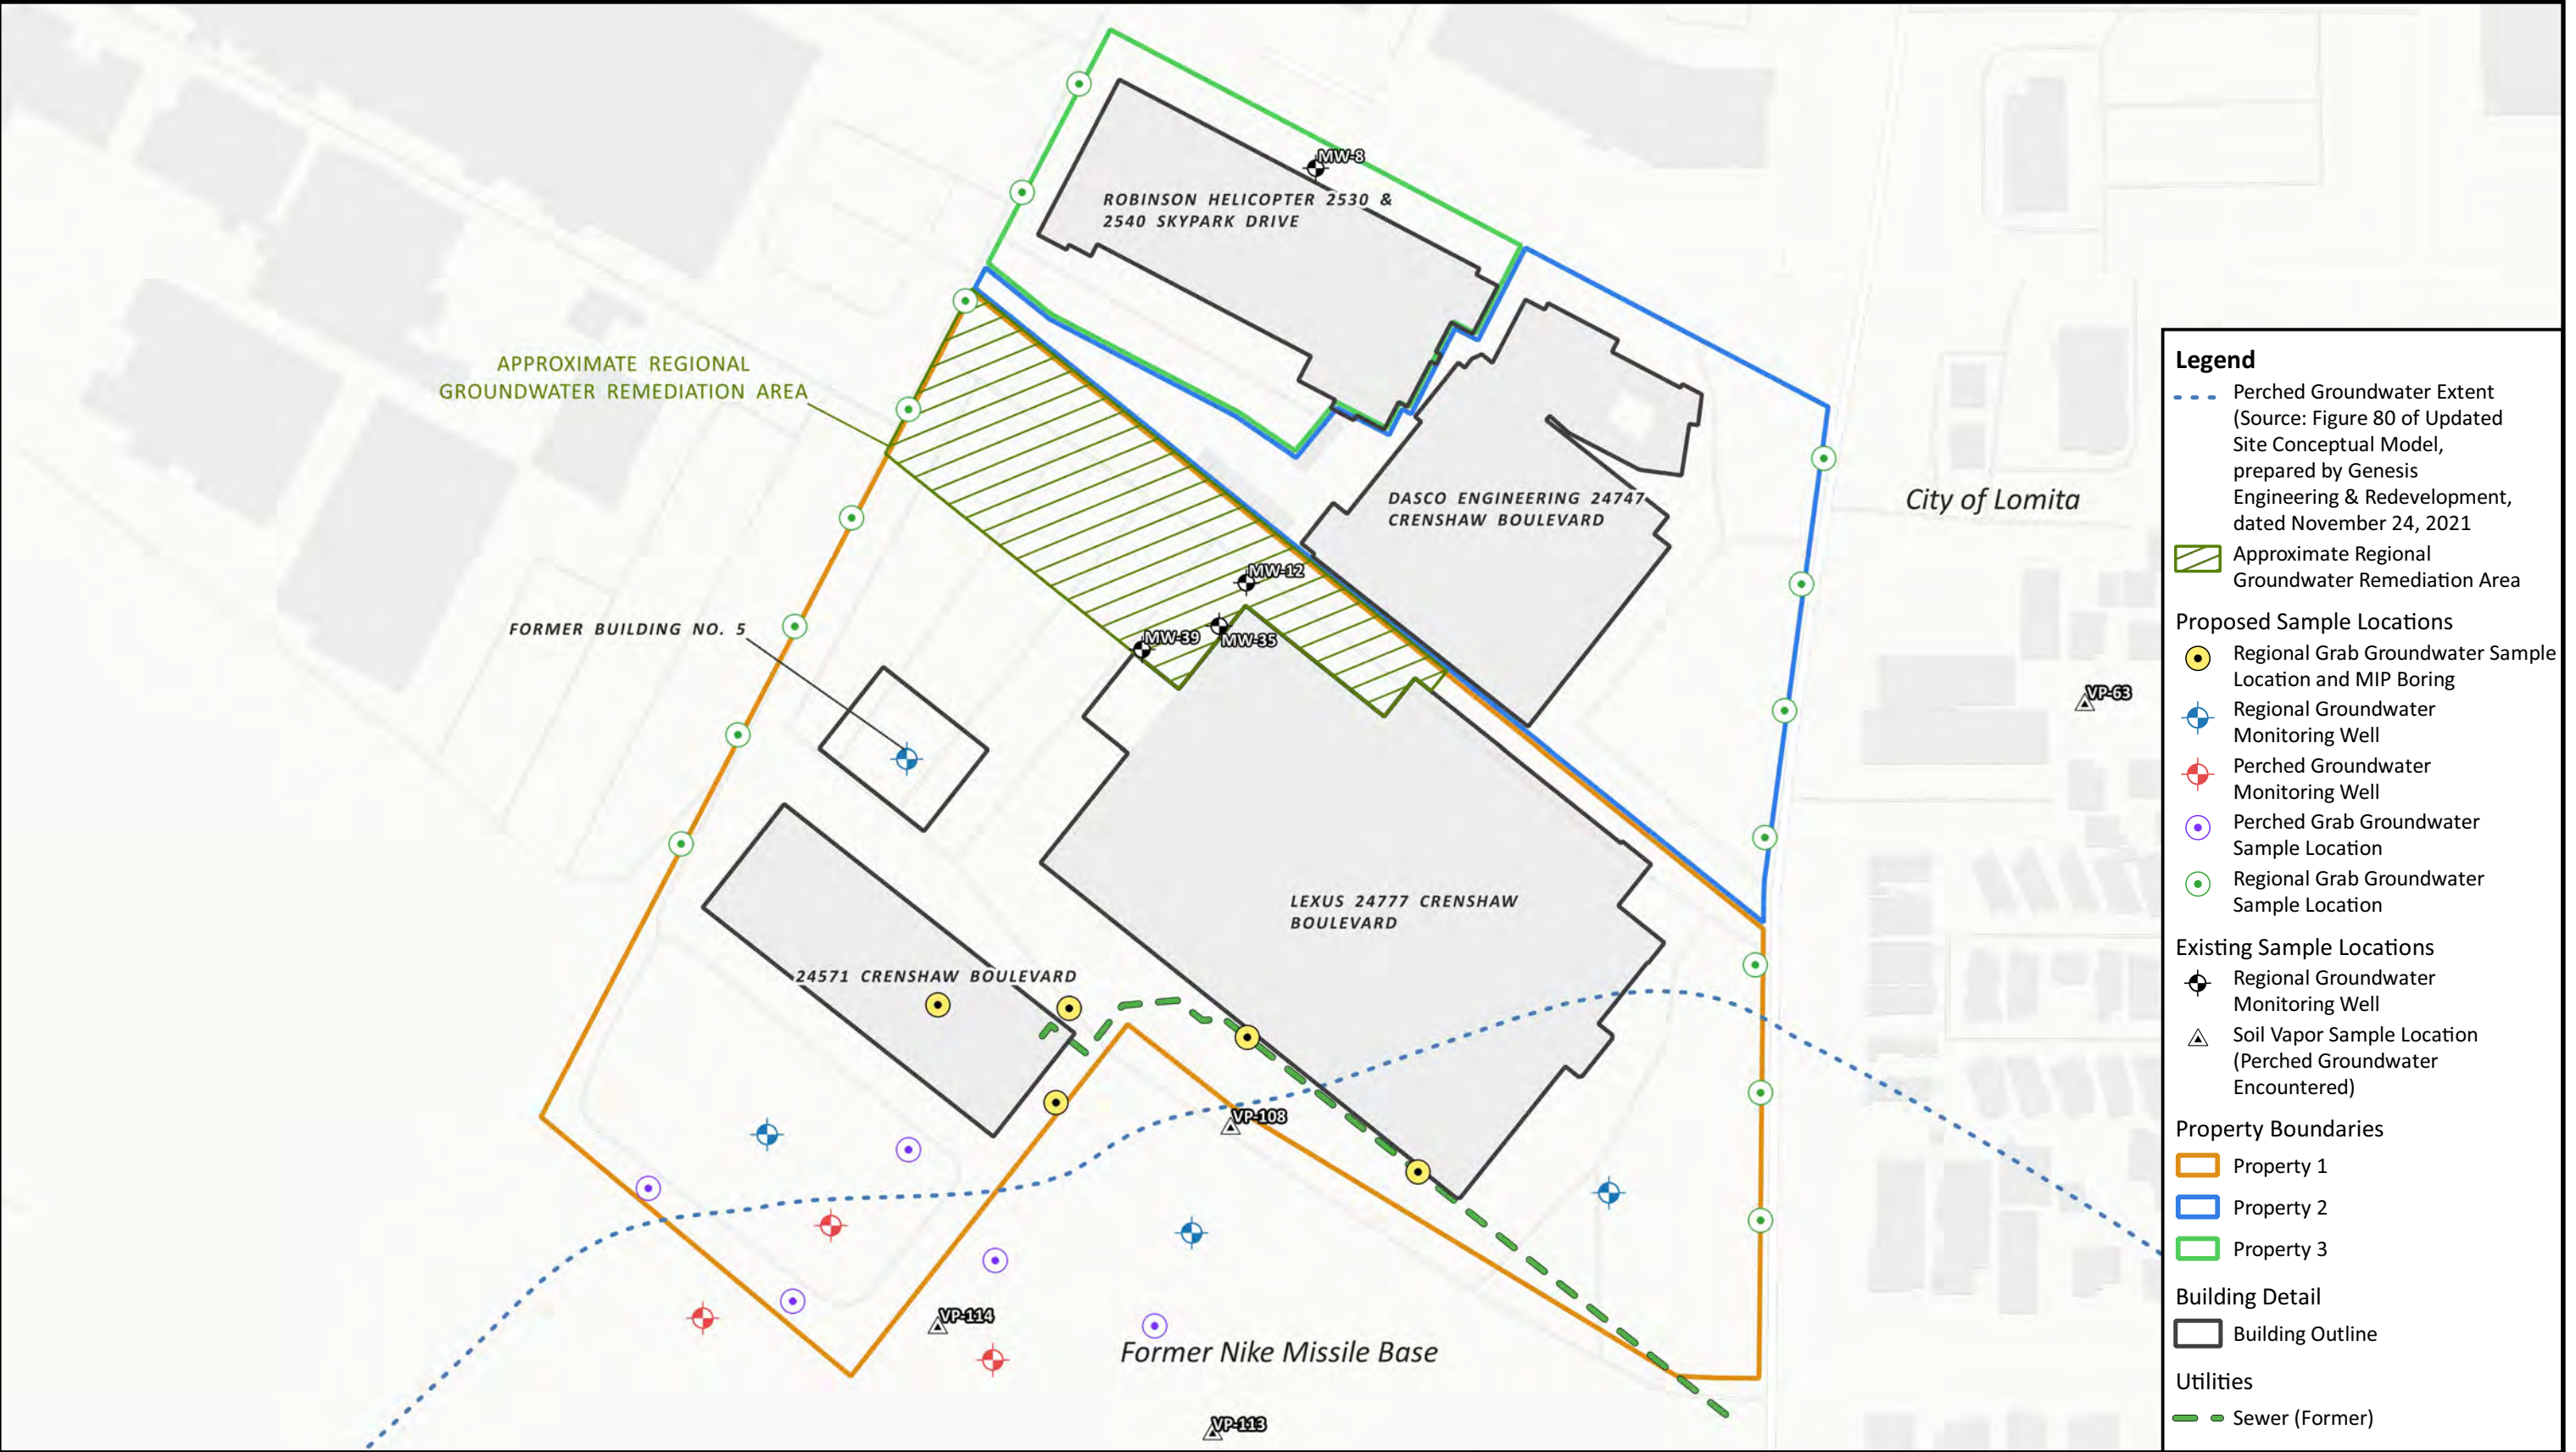 MW-8
ROBINSON HELICOPTER 2530 &
2540 SKYPARK DRIVE
APPROXIMATE REGIONAL
GROUNDWATER REMEDIATION AREA
City of Lomita
DASCO ENGINEERING 24747
CRENSHAW BOULEVARD
MW-12
FORMER BUILDING NO. 5
MW-39
MW-35
VP-63
LEXUS 24777 CRENSHAW
BOULEVARD
24571 CRENSHAW BOULEVARD
VP-108
VP-114
Former Nike Missile Base
VP-113
Legend
Perched Groundwater Extent
(Source: Figure 80 of Updated
Site Conceptual Model,
prepared by Genesis
Engineering & Redevelopment,
dated November 24, 2021
Approximate Regional
Groundwater Remediation Area
Proposed Sample Locations
Regional Grab Groundwater Sample
Location and MIP Boring
Regional Groundwater
Monitoring Well
Perched Groundwater
Monitoring Well
Perched Grab Groundwater
Sample Location
Regional Grab Groundwater
Sample Location
Existing Sample Locations
Regional Groundwater
Monitoring Well
Soil Vapor Sample Location
(Perched Groundwater
Encountered)
Property Boundaries
Property 1
Property 2
Property 3
Building Detail
Building Outline
Utilities
Sewer (Former)